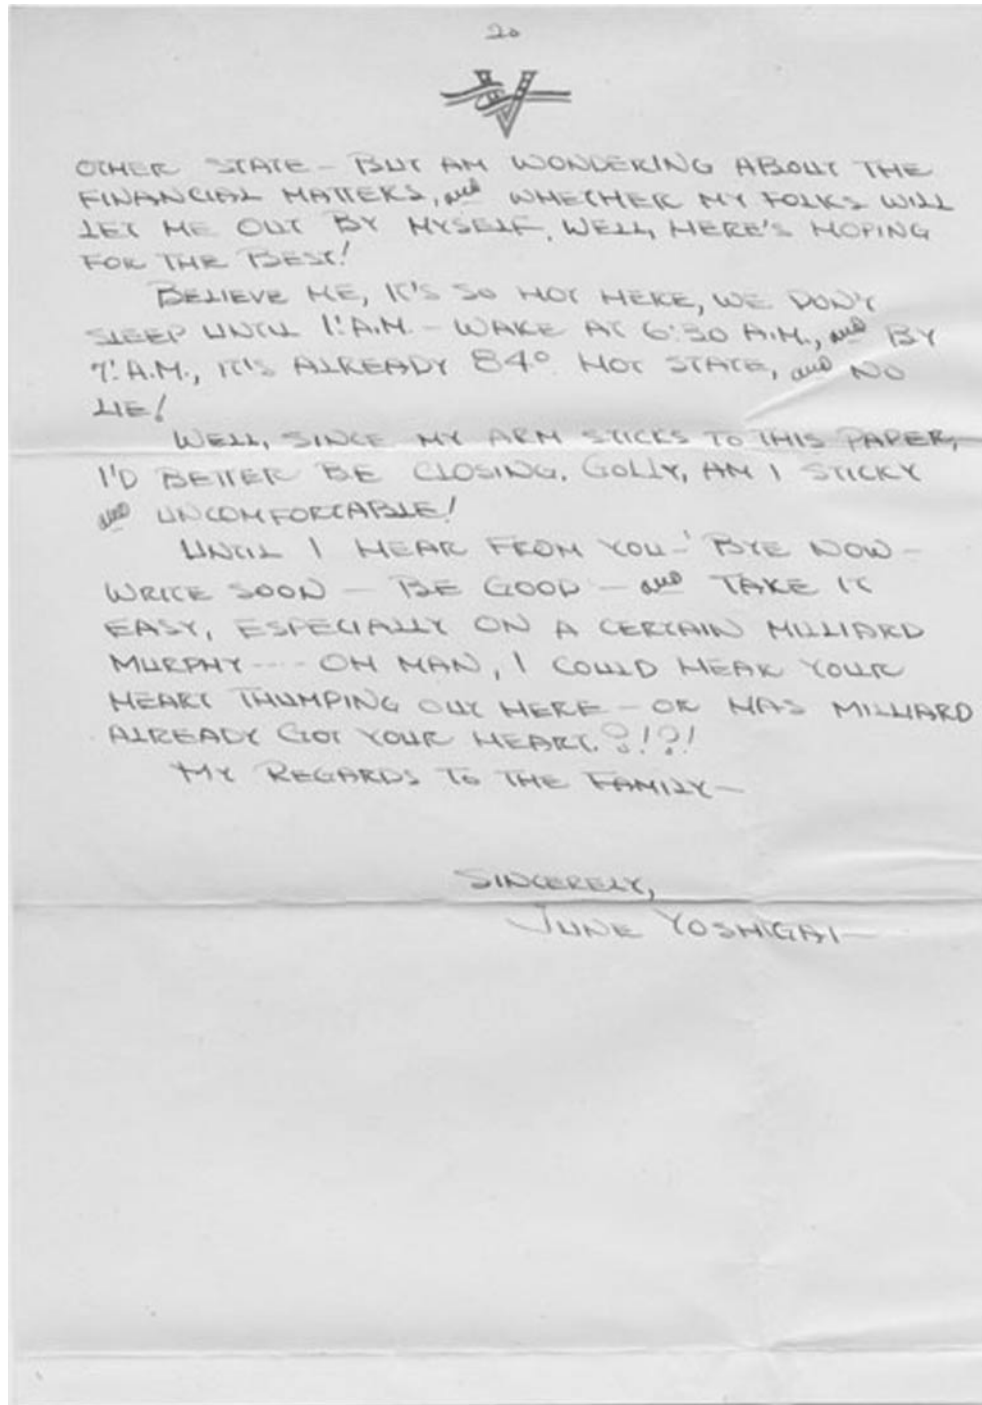 20
OTHER STATE - BUT AM WONDERING ABOUT THE
FINANCIAL MATTERS, and WHETHER MY FOLKS WILL
LET ME OUT BY MYSELF. WELL, HERE'S HOPING
FOR THE BEST!
BELIEVE ME, IT'S SO HOT HERE, WE DON'T
SLEEP UNTIL 1: A.M. - WAKE AT 6:30 A.M., and BY
7: A.M., IT'S ALREADY 84°. HOT STATE, and NO
LIE!
WELL, SINCE MY ARM STICKS TO THIS PAPER,
I'D BETTER BE CLOSING. GOLLY, AM I STICKY
and UNCOMFORTABLE!
UNTIL I HEAR FROM YOU - 'BYE NOW -
WRITE SOON - BE GOOD - and TAKE IT
EASY, ESPECIALLY ON A CERTAIN MILLIARD
MURPHY ---- OH MAN, I COULD HEAR YOUR
HEART THUMPING OUT HERE - OR HAS MILLIARD
ALREADY GOT YOUR HEART. ?!?!
MY REGARDS TO THE FAMILY -
SINCERELY,
JUNE YOSHIGAI -